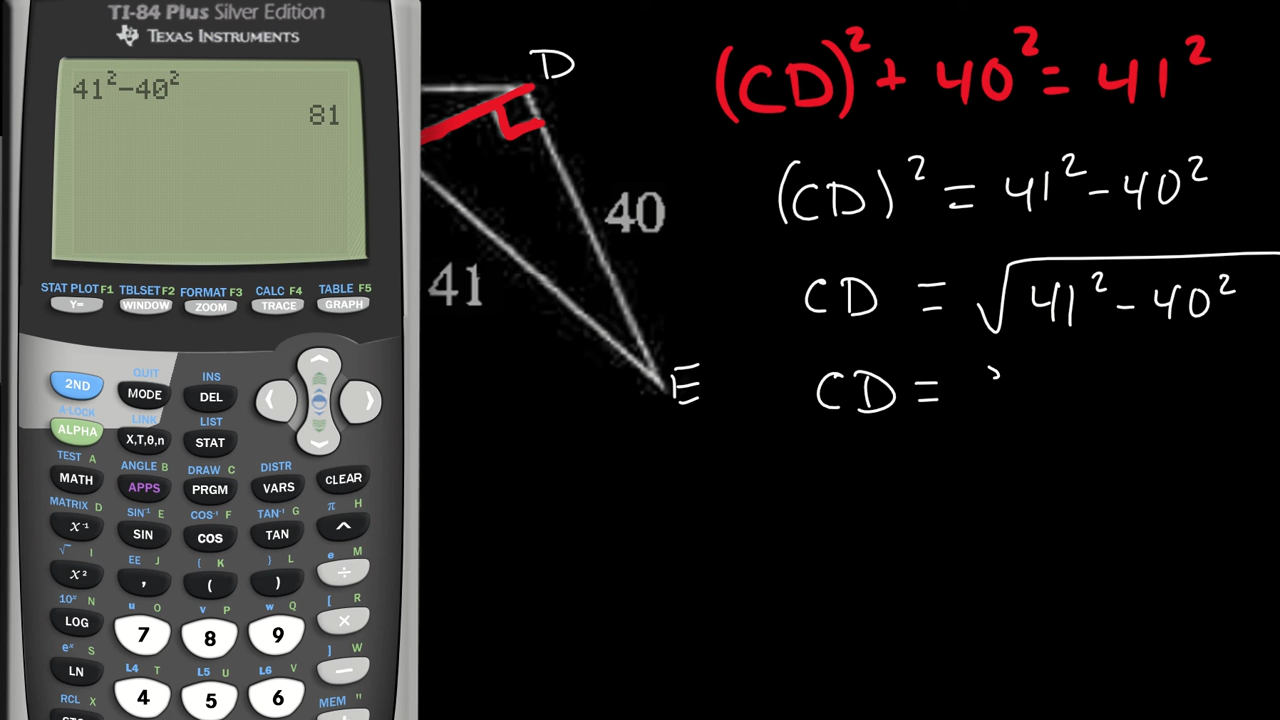 TI-84 Plus Silver Edition
TEXAS INSTRUMENTS
41²-40²
81
STAT PLOT F1 TBLSET F2 FORMAT F3 CALC F4 TABLE F5
Y= WINDOW ZOOM TRACE GRAPH
QUIT INS
2ND MODE DEL
A-LOCK LINK LIST
ALPHA X,T,θ,n STAT
TEST A ANGLE B DRAW C DISTR
MATH APPS PRGM VARS CLEAR
MATRIX D SIN⁻¹ E COS⁻¹ F TAN⁻¹ G π H
x⁻¹ SIN COS TAN ^
√ I EE J { K } L e M
x² , ( ) ÷
10ˣ N u O v P w Q [ R
LOG 7 8 9 ×
eˣ S L4 T L5 U L6 V ] W
LN 4 5 6 −
RCL X MEM "
D
40
41
E
(CD)² + 40² = 41²
(CD)² = 41² - 40²
CD = √41² - 40²
CD =